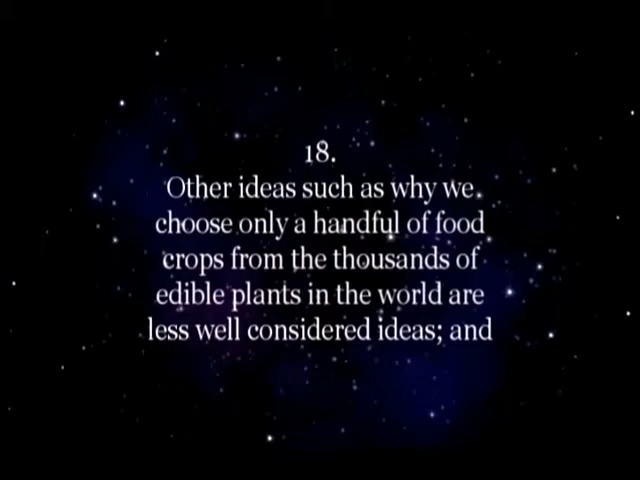 18.
Other ideas such as why we
choose only a handful of food
crops from the thousands of
edible plants in the world are
less well considered ideas; and